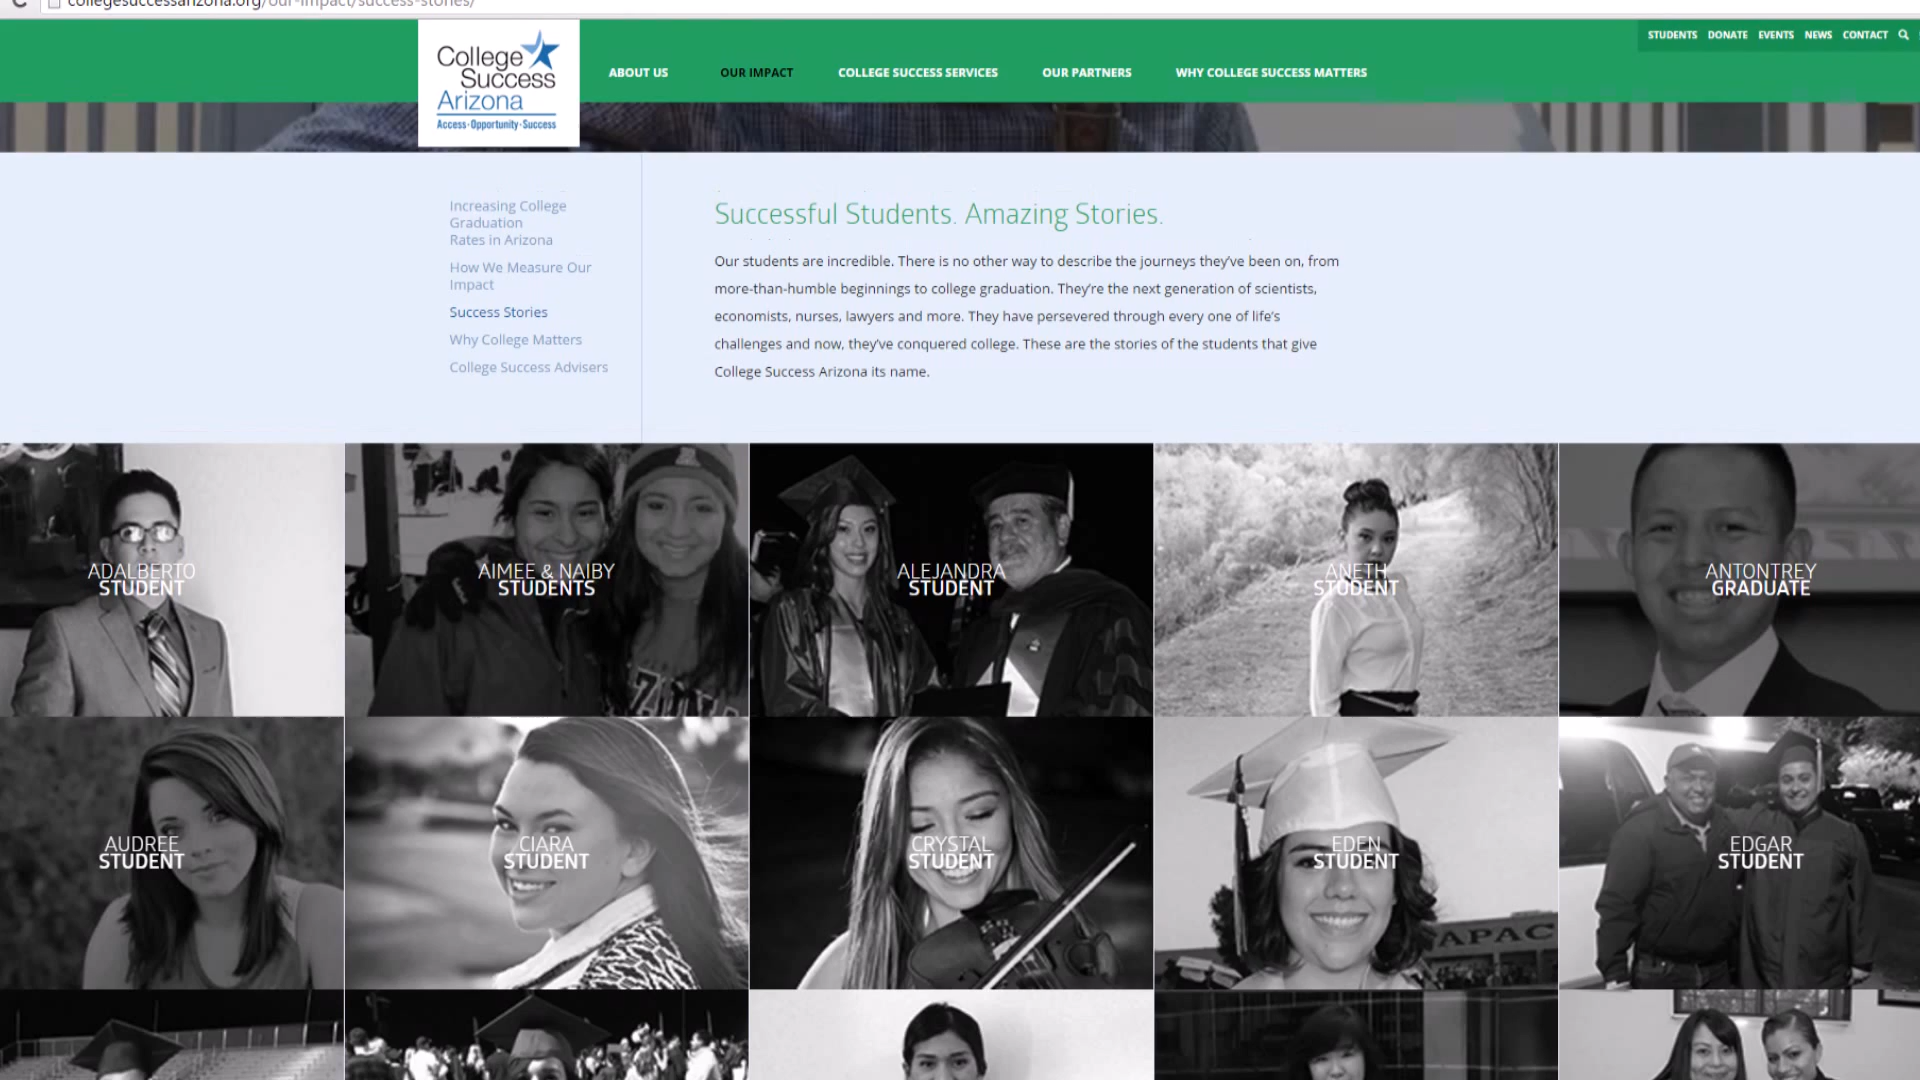 collegesuccessarizona.org/our-impact/success-stories/
STUDENTS DONATE EVENTS NEWS CONTACT
College
Success
Arizona
Access·Opportunity·Success
ABOUT US OUR IMPACT COLLEGE SUCCESS SERVICES OUR PARTNERS WHY COLLEGE SUCCESS MATTERS
Increasing College
Graduation
Rates in Arizona
How We Measure Our
Impact
Success Stories
Why College Matters
College Success Advisers
Successful Students. Amazing Stories.
Our students are incredible. There is no other way to describe the journeys they’ve been on, from
more-than-humble beginnings to college graduation. They’re the next generation of scientists,
economists, nurses, lawyers and more. They have persevered through every one of life’s
challenges and now, they’ve conquered college. These are the stories of the students that give
College Success Arizona its name.
ADALBERTO
STUDENT
AIMEE & NAIBY
STUDENTS
ALEJANDRA
STUDENT
ANETH
STUDENT
ANTONTREY
GRADUATE
AUDREE
STUDENT
CIARA
STUDENT
CRYSTAL
STUDENT
EDEN
STUDENT
APAC
EDGAR
STUDENT